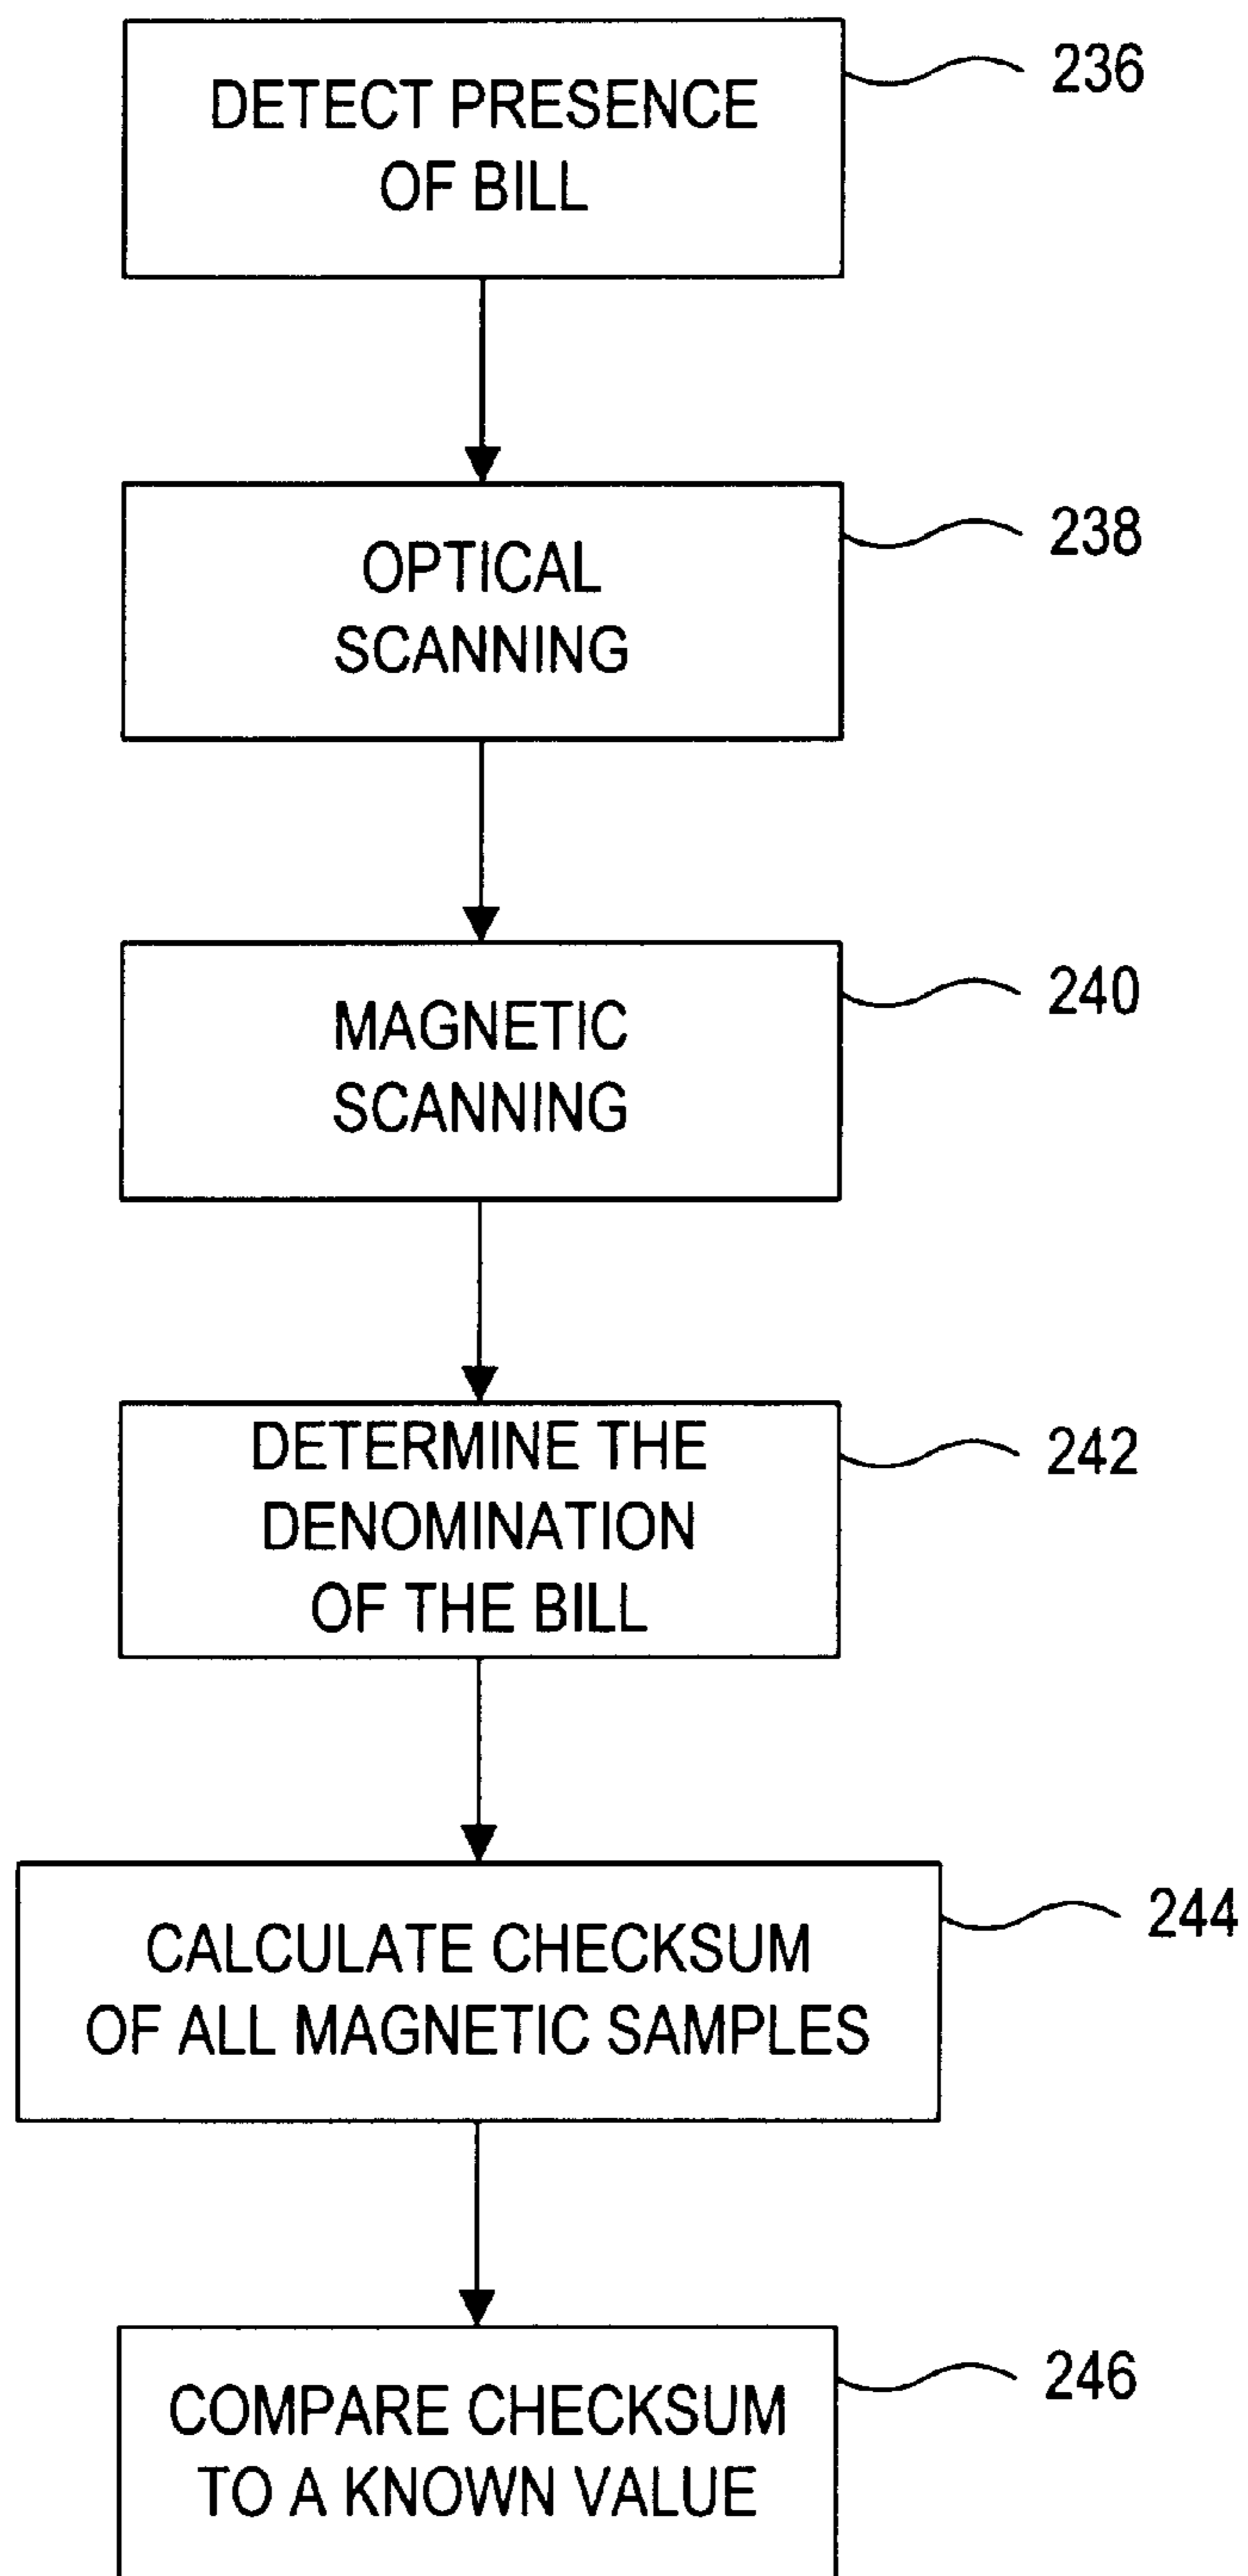 DETECT PRESENCE
OF BILL
236
OPTICAL
SCANNING
238
MAGNETIC
SCANNING
240
DETERMINE THE
DENOMINATION
OF THE BILL
242
CALCULATE CHECKSUM
OF ALL MAGNETIC SAMPLES
244
COMPARE CHECKSUM
TO A KNOWN VALUE
246